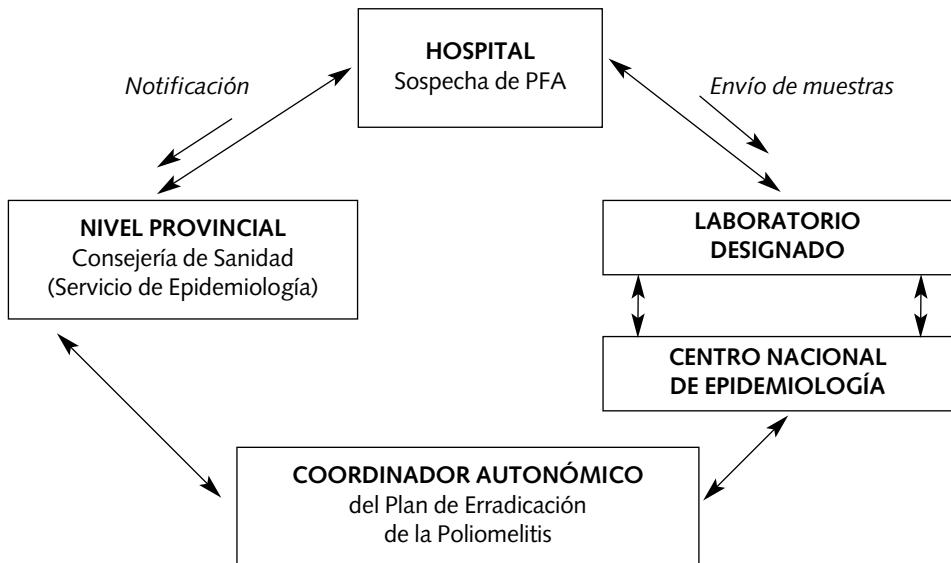 HOSPITAL
Sospecha de PFA
Notificación
Envío de muestras
NIVEL PROVINCIAL
Consejería de Sanidad
(Servicio de Epidemiología)
LABORATORIO
DESIGNADO
CENTRO NACIONAL
DE EPIDEMIOLOGÍA
COORDINADOR AUTONÓMICO
del Plan de Erradicación
de la Poliomelitis